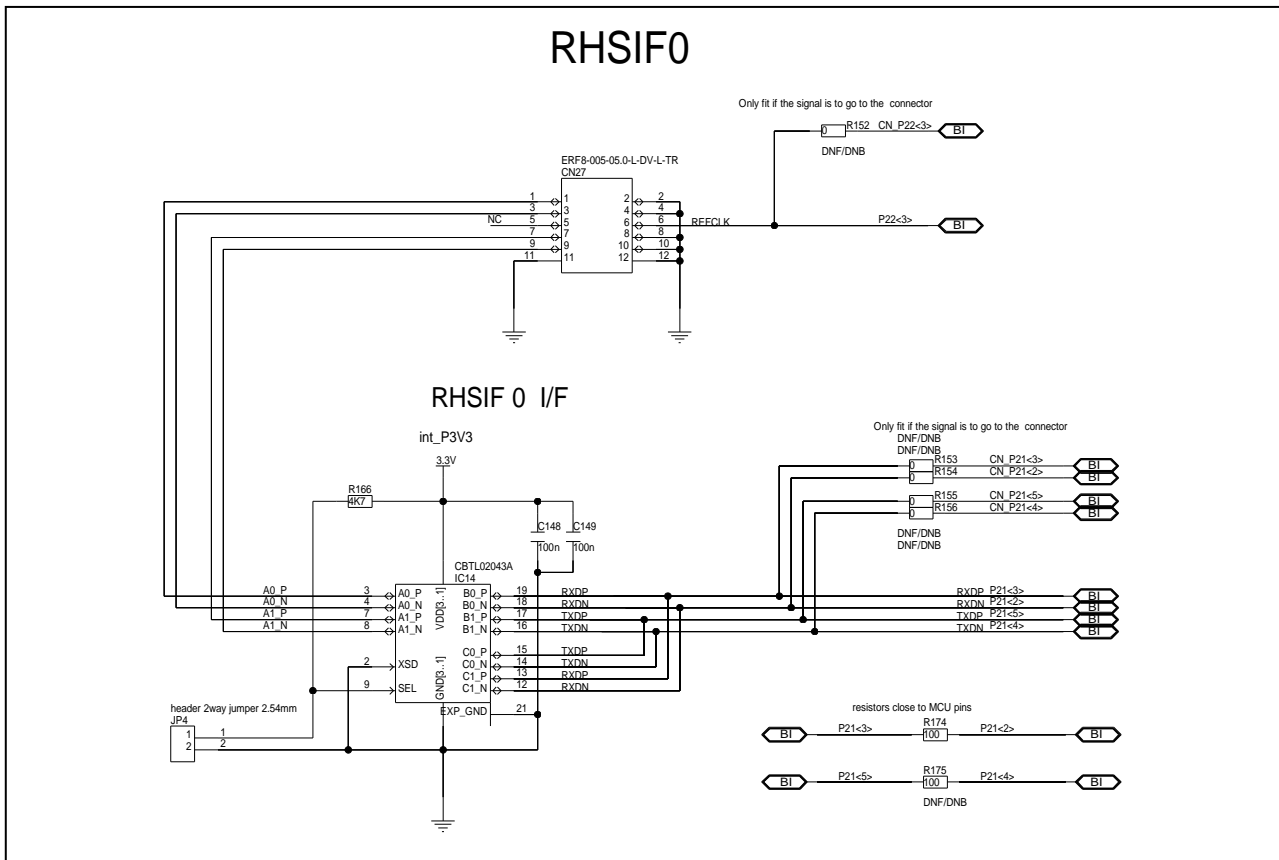 RHSIF0
Only fit if the signal is to go to the connector
0 R152 CN_P22<3> BI
DNF/DNB
ERF8-005-05.0-L-DV-L-TR
CN27
1 1 2 2
3 3 4 4
NC 5 5 6 6 REFCLK P22<3> BI
7 7 8 8
9 9 10 10
11 11 12 12
RHSIF 0 I/F
int_P3V3
3.3V
Only fit if the signal is to go to the connector
DNF/DNB
DNF/DNB
0 R153 CN_P21<3> BI
0 R154 CN_P21<2> BI
0 R155 CN_P21<5> BI
0 R156 CN_P21<4> BI
DNF/DNB
DNF/DNB
R166
4K7
C148 C149
100n 100n
CBTL02043A
IC14
A0_P 3 A0_P B0_P 19 RXDP RXDP P21<3> BI
A0_N 4 A0_N B0_N 18 RXDN RXDN P21<2> BI
A1_P 7 A1_P B1_P 17 TXDP TXDP P21<5> BI
A1_N 8 A1_N B1_N 16 TXDN TXDN P21<4> BI
VDD[3..1]
C0_P 15 TXDP
2 XSD C0_N 14 TXDN
C1_P 13 RXDP
9 SEL C1_N 12 RXDN
GND[3..1]
EXP_GND 21
header 2way jumper 2.54mm
JP4
1 1
2 2
resistors close to MCU pins
BI P21<3> R174 P21<2> BI
100
BI P21<5> R175 P21<4> BI
100
DNF/DNB